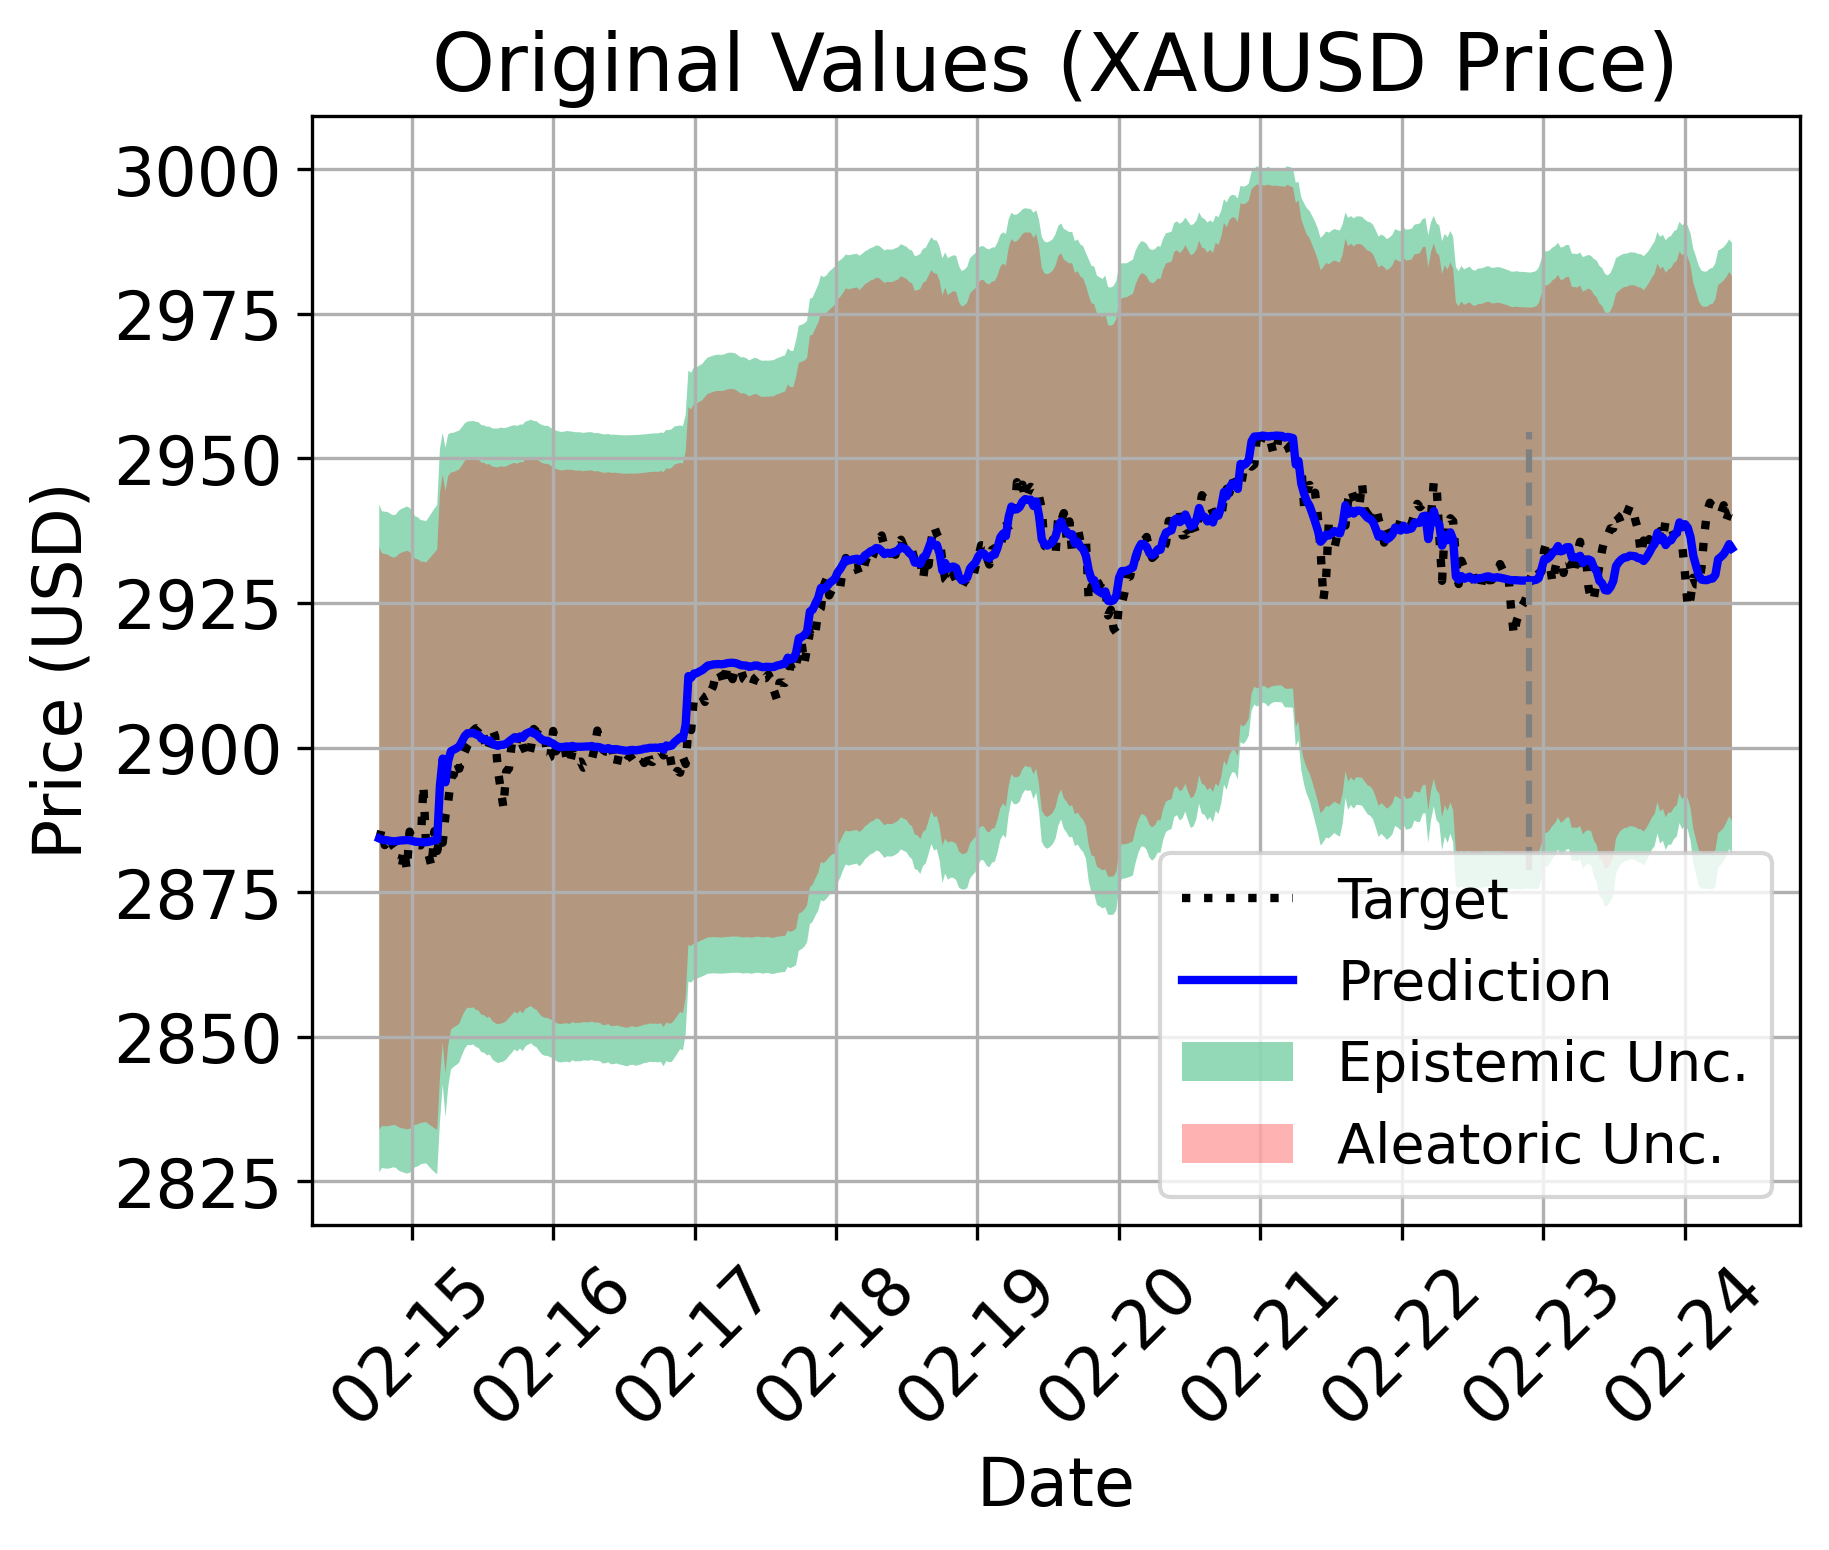 Original Values (XAUUSD Price)
Price (USD)
3000
2975
2950
2925
2900
2875
2850
2825
Target
Prediction
Epistemic Unc.
Aleatoric Unc.
02-15
02-16
02-17
02-18
02-19
02-20
02-21
02-22
02-23
02-24
Date